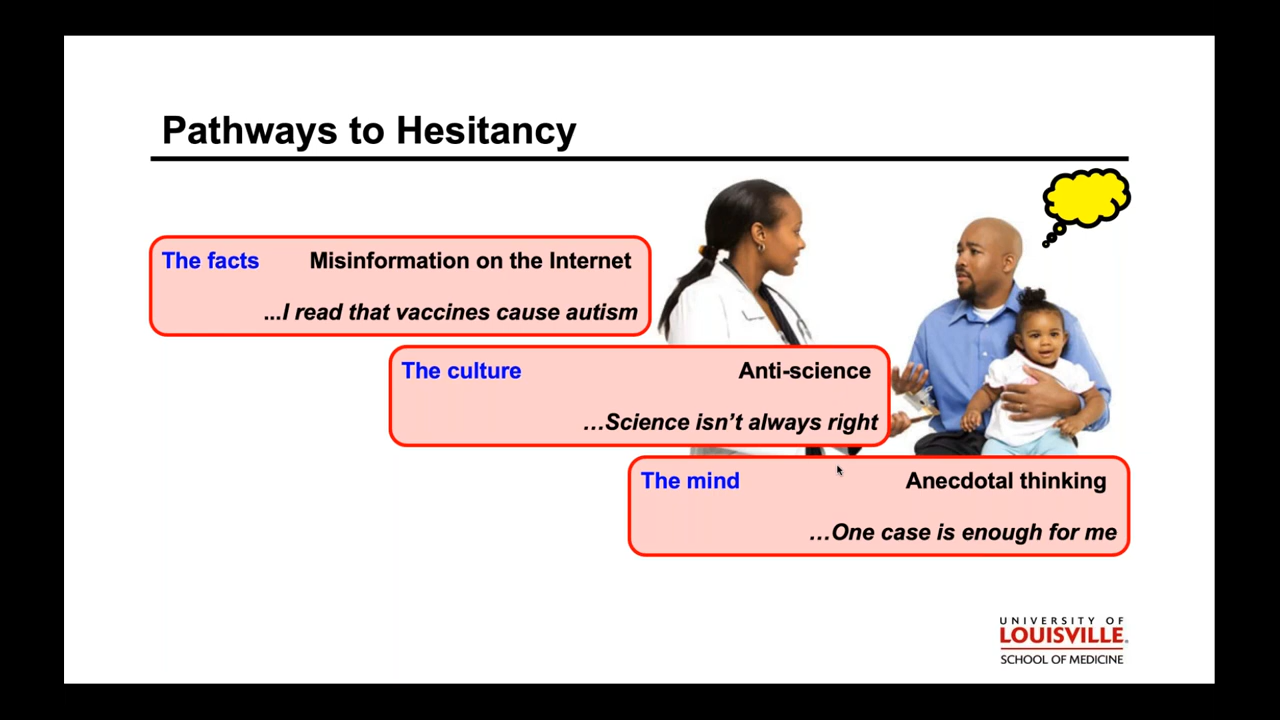 Pathways to Hesitancy
The facts Misinformation on the Internet
...I read that vaccines cause autism
The culture Anti-science
…Science isn’t always right
The mind Anecdotal thinking
…One case is enough for me
UNIVERSITY OF
LOUISVILLE.
SCHOOL OF MEDICINE